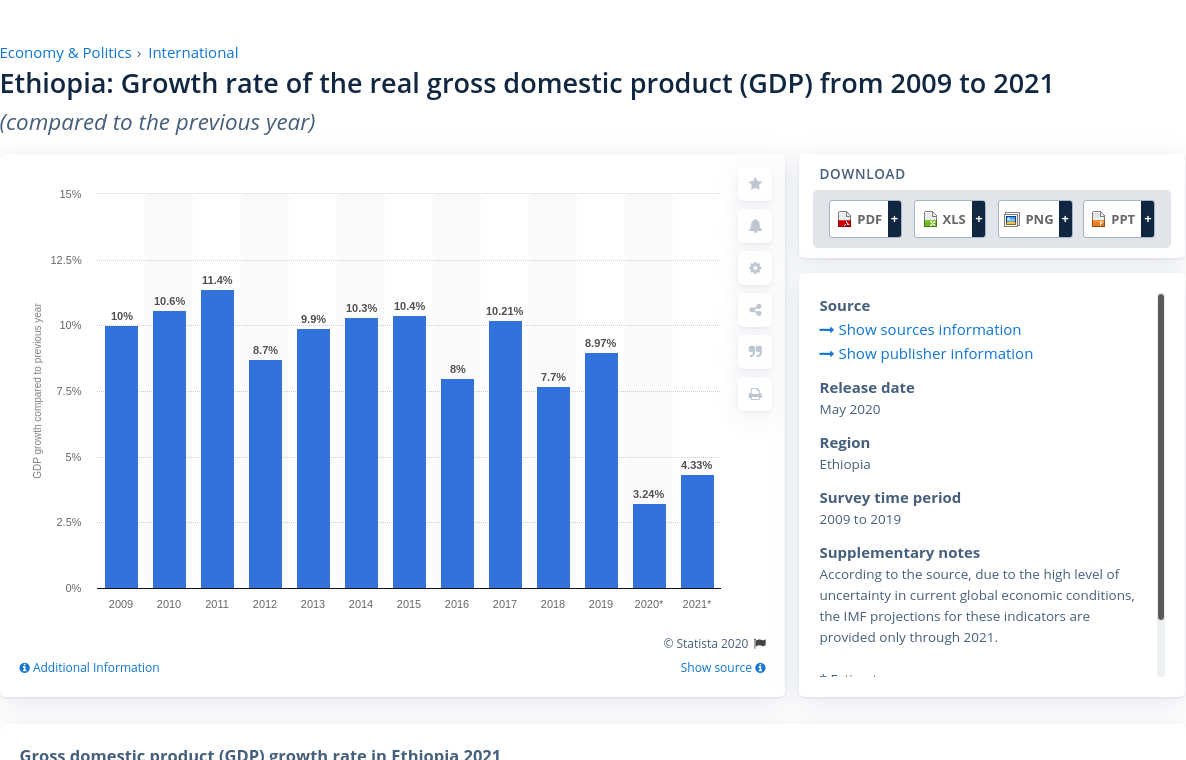 Economy & Politics › International
Ethiopia: Growth rate of the real gross domestic product (GDP) from 2009 to 2021
(compared to the previous year)
15%
12.5%
10%
7.5%
5%
2.5%
0%
GDP growth compared to previous year
10%
10.6%
11.4%
8.7%
9.9%
10.3%
10.4%
8%
10.21%
7.7%
8.97%
3.24%
4.33%
2009 2010 2011 2012 2013 2014 2015 2016 2017 2018 2019 2020* 2021*
© Statista 2020
Additional Information
Show source
DOWNLOAD
PDF + XLS + PNG + PPT +
Source
Show sources information
Show publisher information
Release date
May 2020
Region
Ethiopia
Survey time period
2009 to 2019
Supplementary notes
According to the source, due to the high level of
uncertainty in current global economic conditions,
the IMF projections for these indicators are
provided only through 2021.
Gross domestic product (GDP) growth rate in Ethiopia 2021